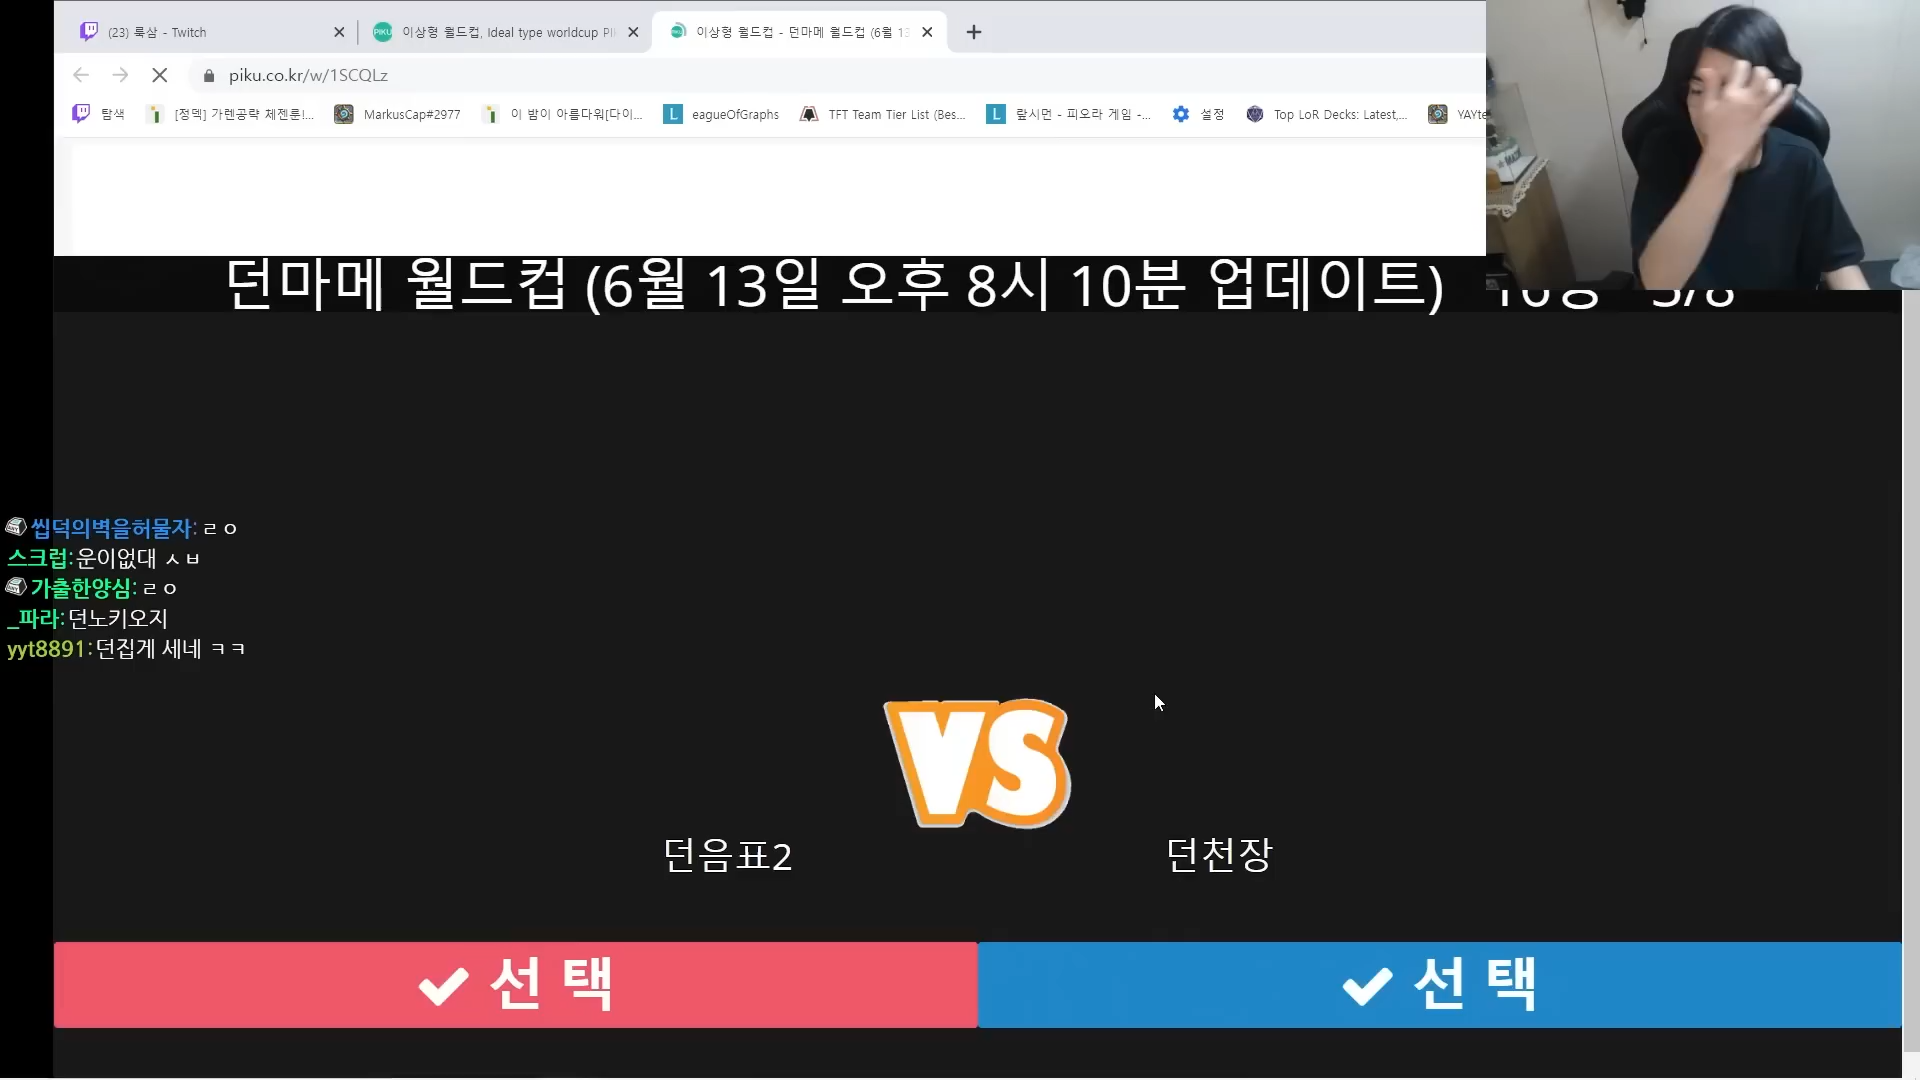 (23) 룩삼 - Twitch
이상형 월드컵, Ideal type worldcup PI
이상형 월드컵 - 던마메 월드컵 (6월 13
piku.co.kr/w/1SCQLz
탐색
[정덱] 가렌공략 체젠룬!...
MarkusCap#2977
이 밤이 아름다워[다이...
L eagueOfGraphs
TFT Team Tier List (Bes...
L 랖시면 - 피오라 게임 -...
설정
Top LoR Decks: Latest,...
YAYte
던마메 월드컵 (6월 13일 오후 8시 10분 업데이트)
씹덕의벽을허물자: ㄹㅇ
스크럽: 운이없대 ㅅㅂ
가출한양심: ㄹㅇ
_파라: 던노키오지
yyt8891: 던집게 세네 ㅋㅋ
VS
던음표2
던천장
선 택
선 택